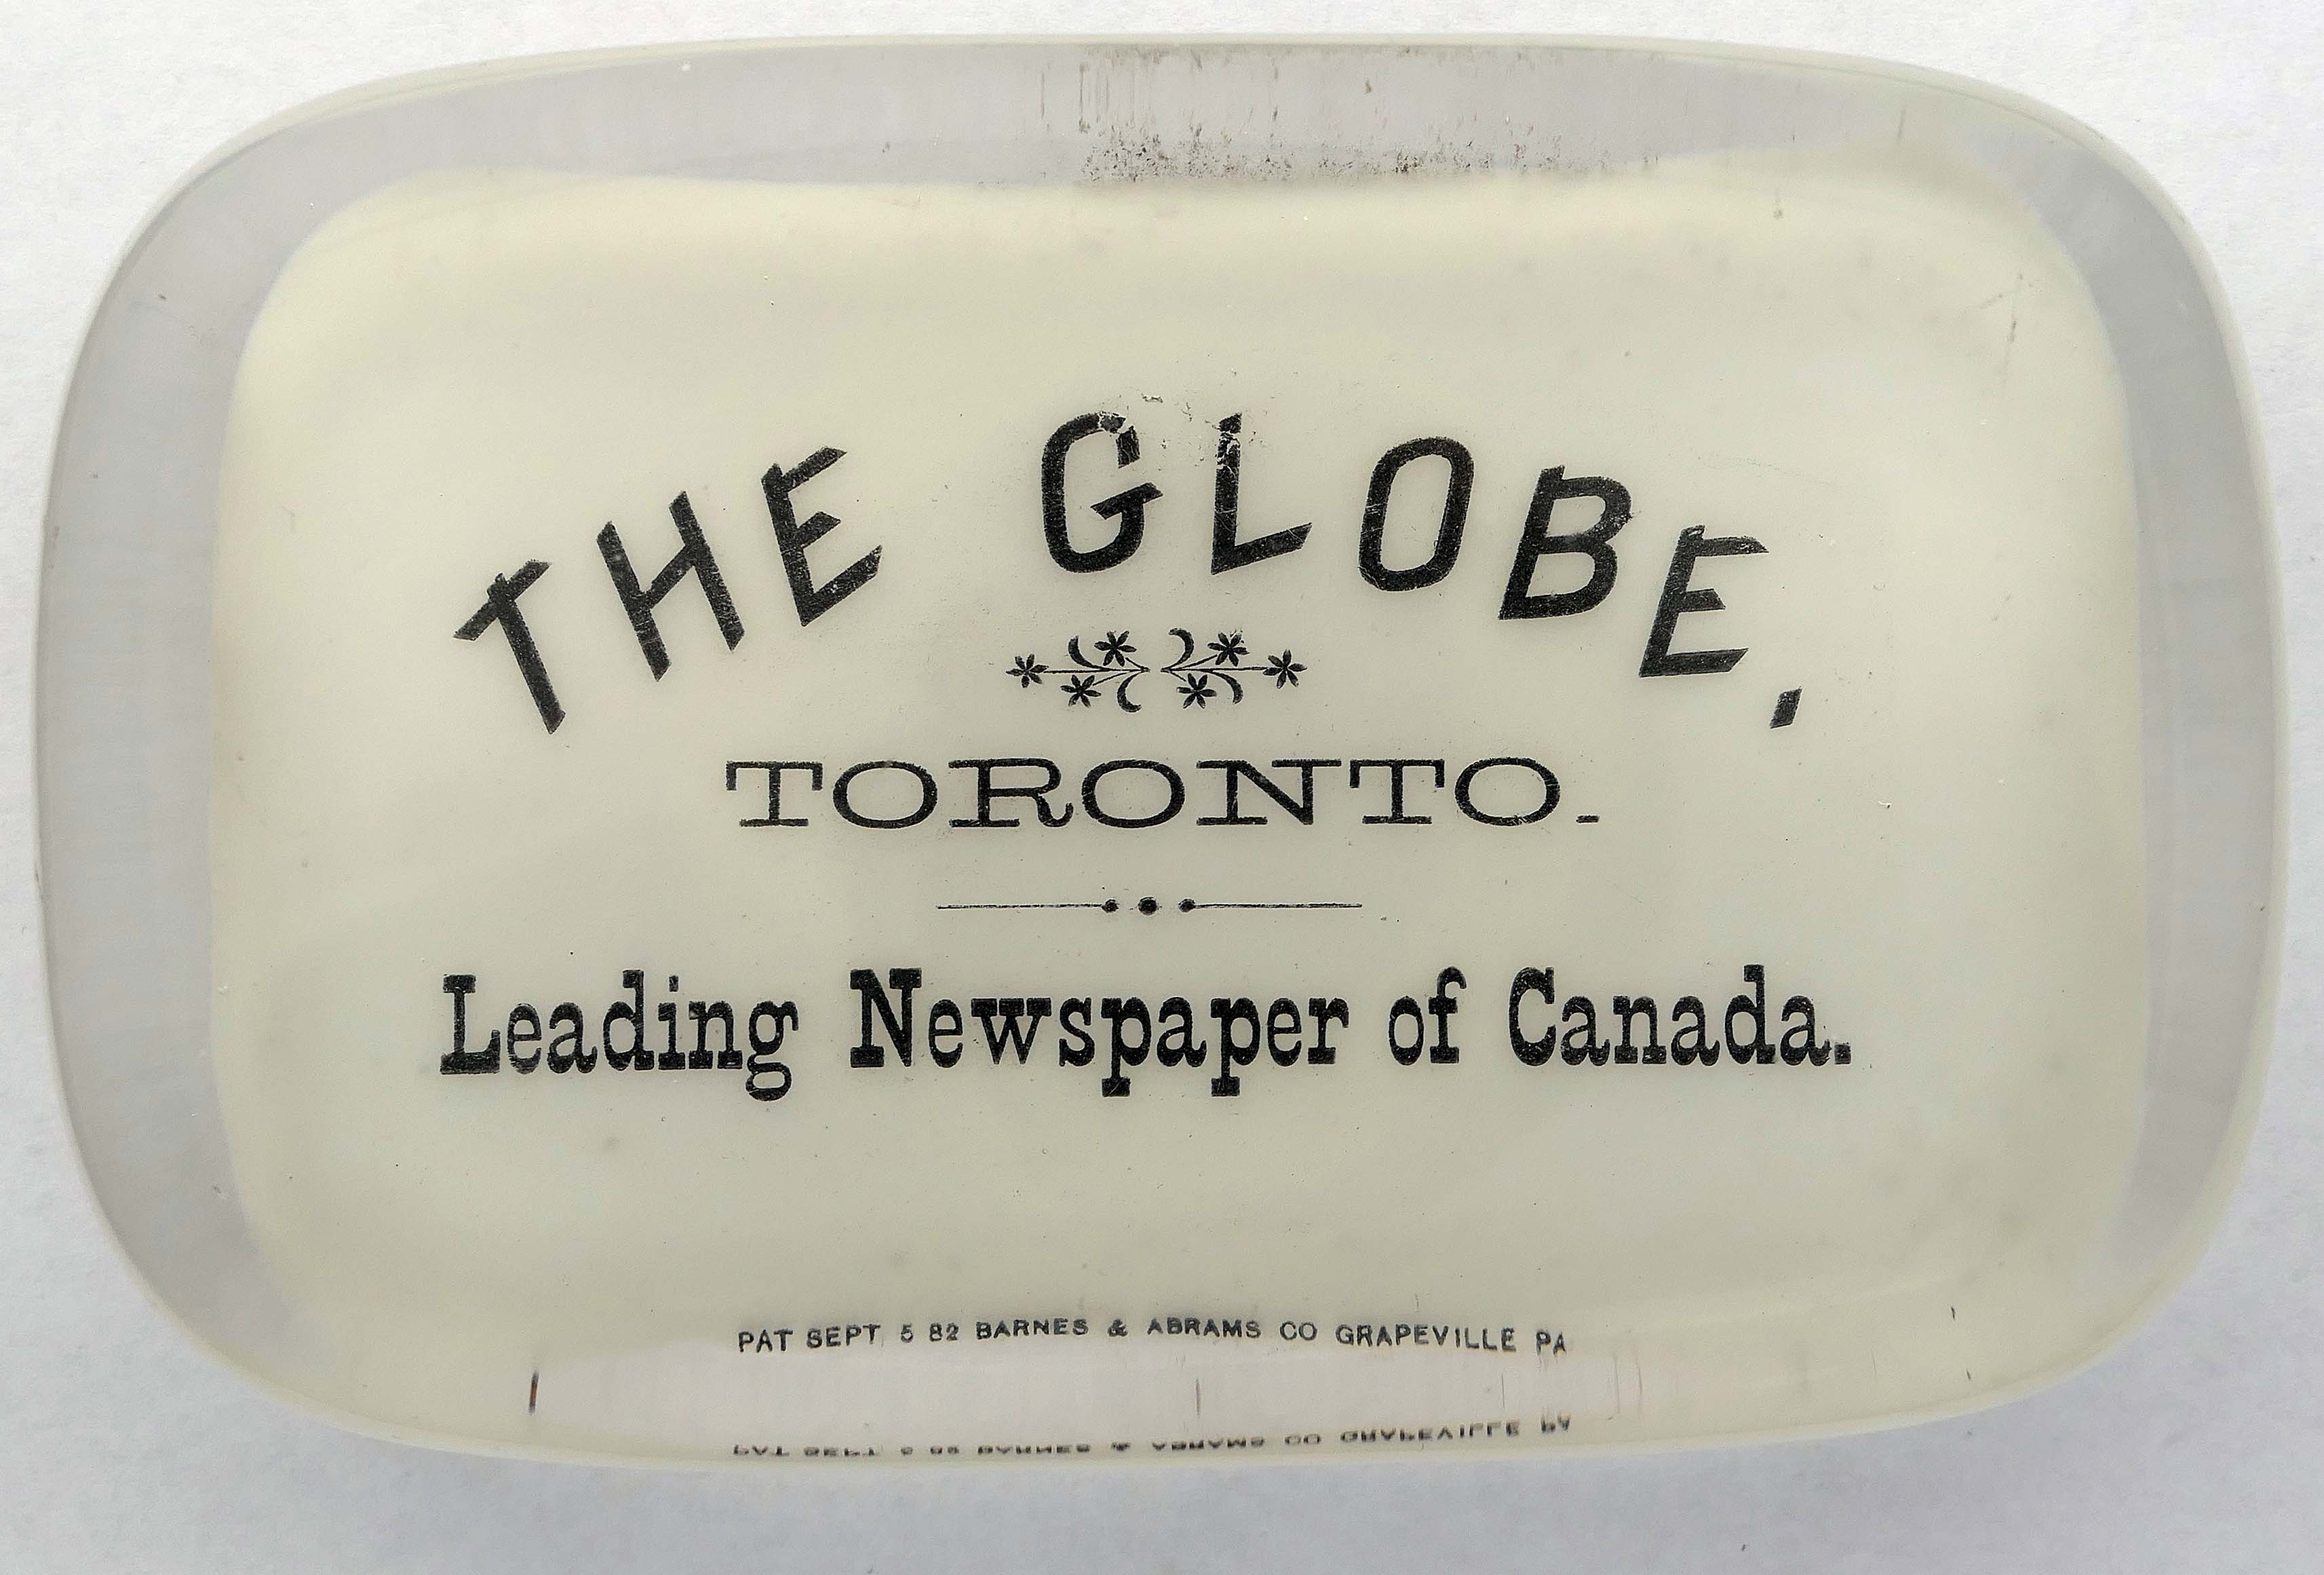 THE GLOBE,
TORONTO.
Leading Newspaper of Canada.
PAT SEPT 5 82 BARNES & ABRAMS CO GRAPEVILLE PA